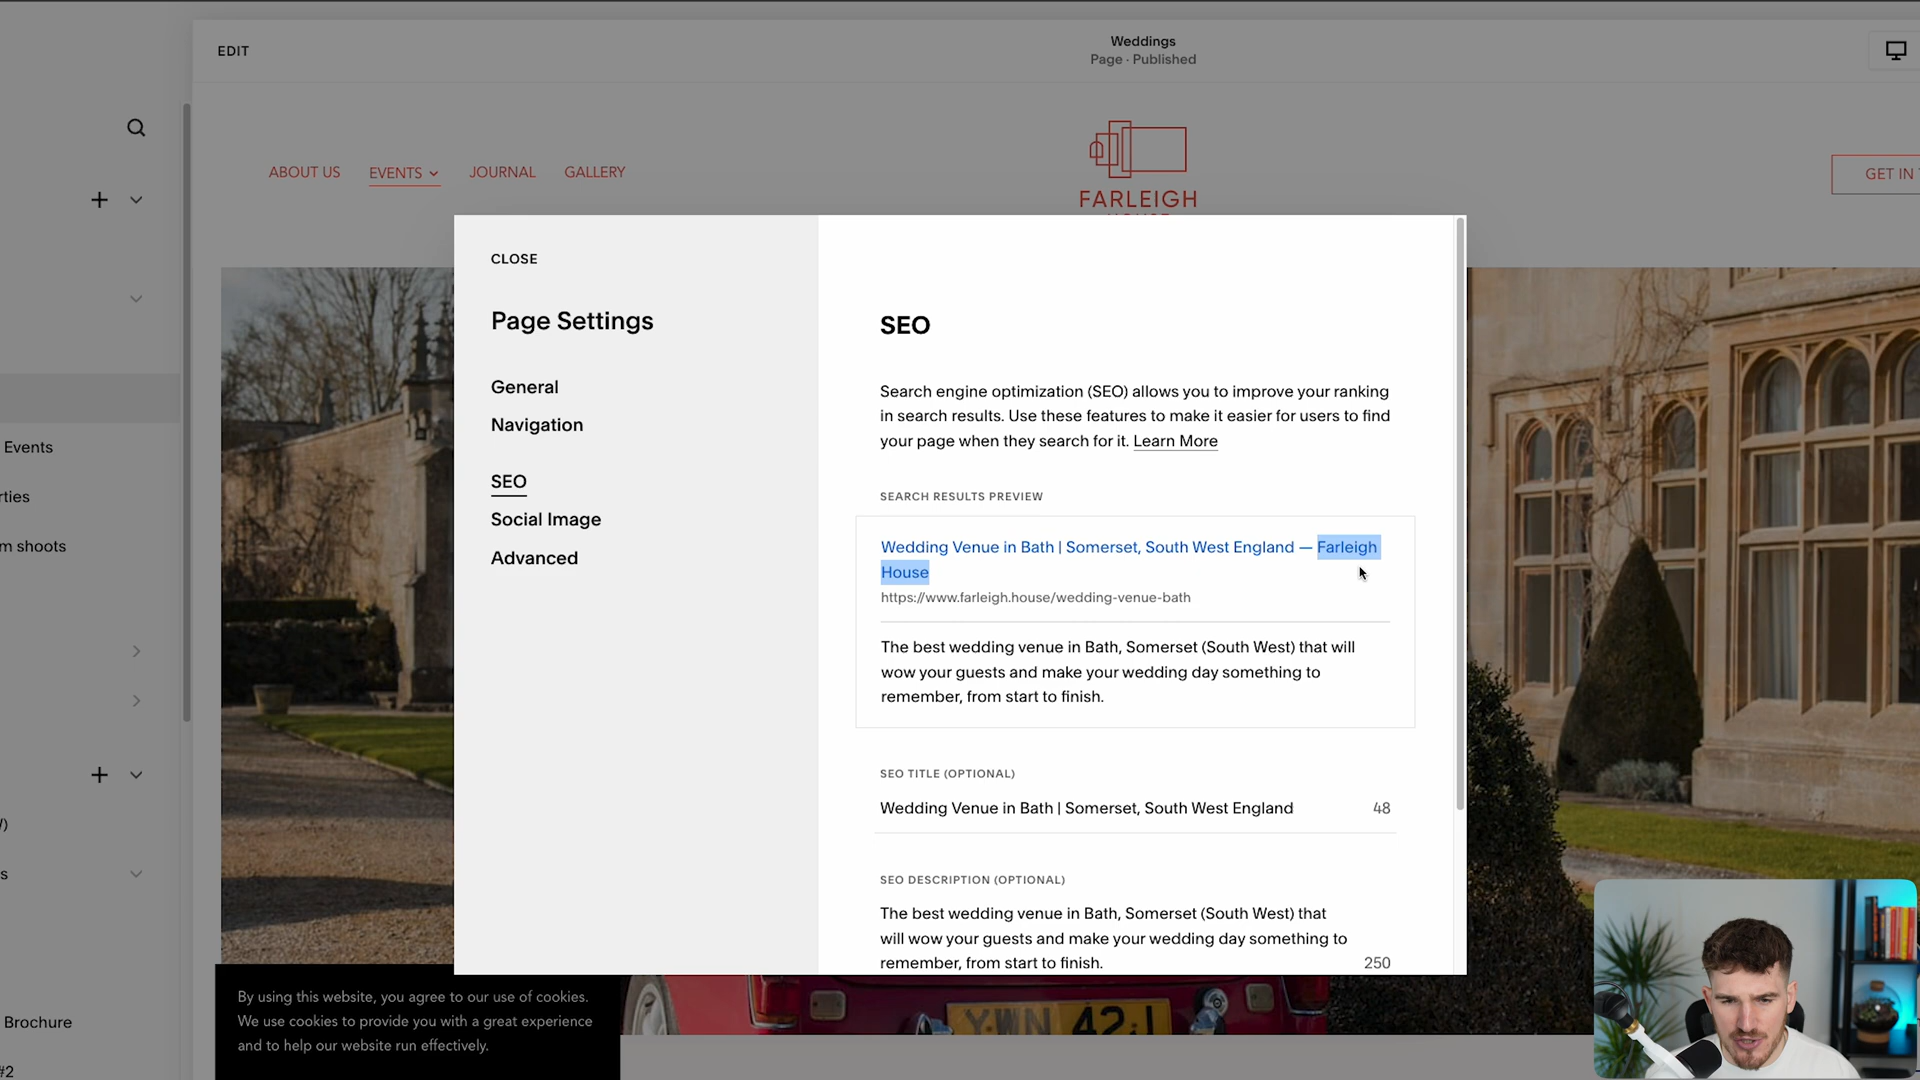 EDIT
Weddings
Page · Published
ABOUT US
EVENTS
JOURNAL
GALLERY
FARLEIGH
GET IN
Events
rties
m shoots
Brochure
#2
CLOSE
Page Settings
General
Navigation
SEO
Social Image
Advanced
SEO
Search engine optimization (SEO) allows you to improve your ranking
in search results. Use these features to make it easier for users to find
your page when they search for it. Learn More
SEARCH RESULTS PREVIEW
Wedding Venue in Bath | Somerset, South West England — Farleigh
House
https://www.farleigh.house/wedding-venue-bath
The best wedding venue in Bath, Somerset (South West) that will
wow your guests and make your wedding day something to
remember, from start to finish.
SEO TITLE (OPTIONAL)
Wedding Venue in Bath | Somerset, South West England 48
SEO DESCRIPTION (OPTIONAL)
The best wedding venue in Bath, Somerset (South West) that
will wow your guests and make your wedding day something to
remember, from start to finish. 250
By using this website, you agree to our use of cookies.
We use cookies to provide you with a great experience
and to help our website run effectively.